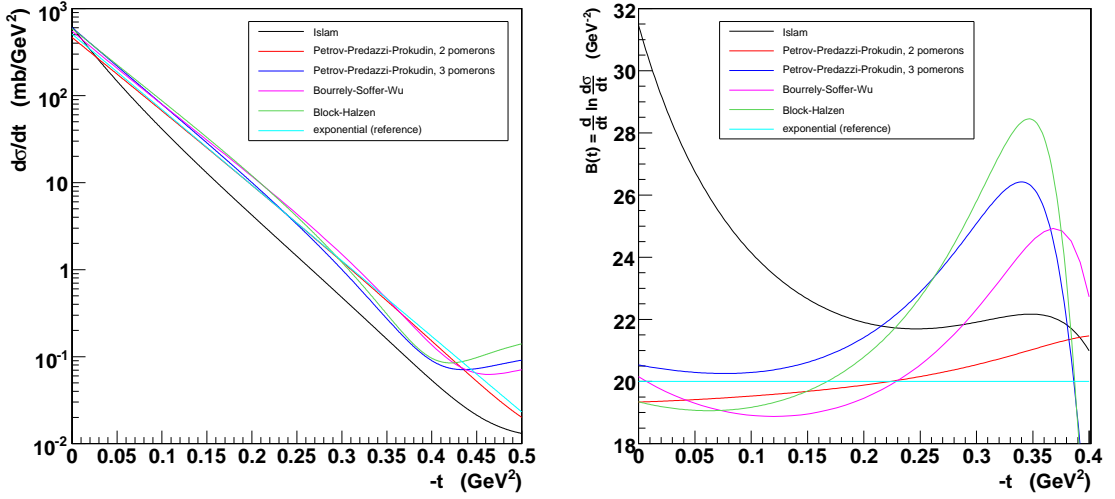 dσ/dt (mb/GeV²)
10³
10²
10
1
10⁻¹
10⁻²
Islam
Petrov-Predazzi-Prokudin, 2 pomerons
Petrov-Predazzi-Prokudin, 3 pomerons
Bourrely-Soffer-Wu
Block-Halzen
exponential (reference)
0 0.05 0.1 0.15 0.2 0.25 0.3 0.35 0.4 0.45 0.5
-t (GeV²)
B(t) = d/dt ln dσ/dt (GeV⁻²)
32
30
28
26
24
22
20
18
Islam
Petrov-Predazzi-Prokudin, 2 pomerons
Petrov-Predazzi-Prokudin, 3 pomerons
Bourrely-Soffer-Wu
Block-Halzen
exponential (reference)
0 0.05 0.1 0.15 0.2 0.25 0.3 0.35 0.4
-t (GeV²)